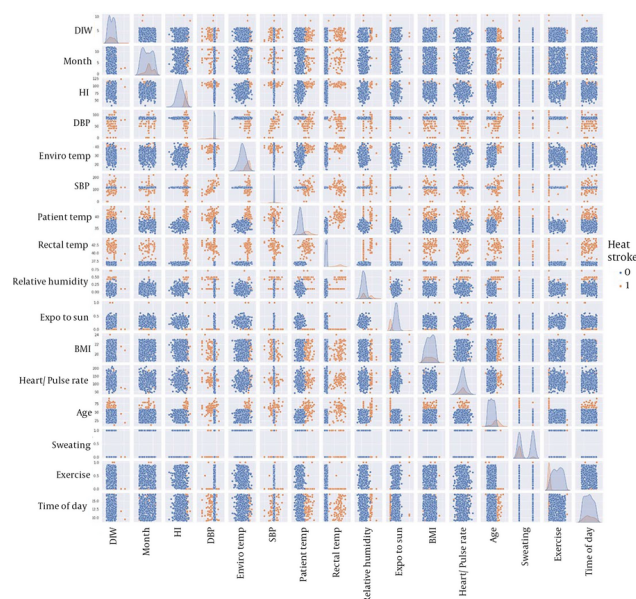 DIW
Month
HI
DBP
Enviro temp
SBP
Patient temp
Rectal temp
Relative humidity
Expo to sun
BMI
Heart/ Pulse rate
Age
Sweating
Exercise
Time of day
Heat
stroke
0
1
DIW
Month
HI
DBP
Enviro temp
SBP
Patient temp
Rectal temp
Relative humidity
Expo to sun
BMI
Heart/ Pulse rate
Age
Sweating
Exercise
Time of day